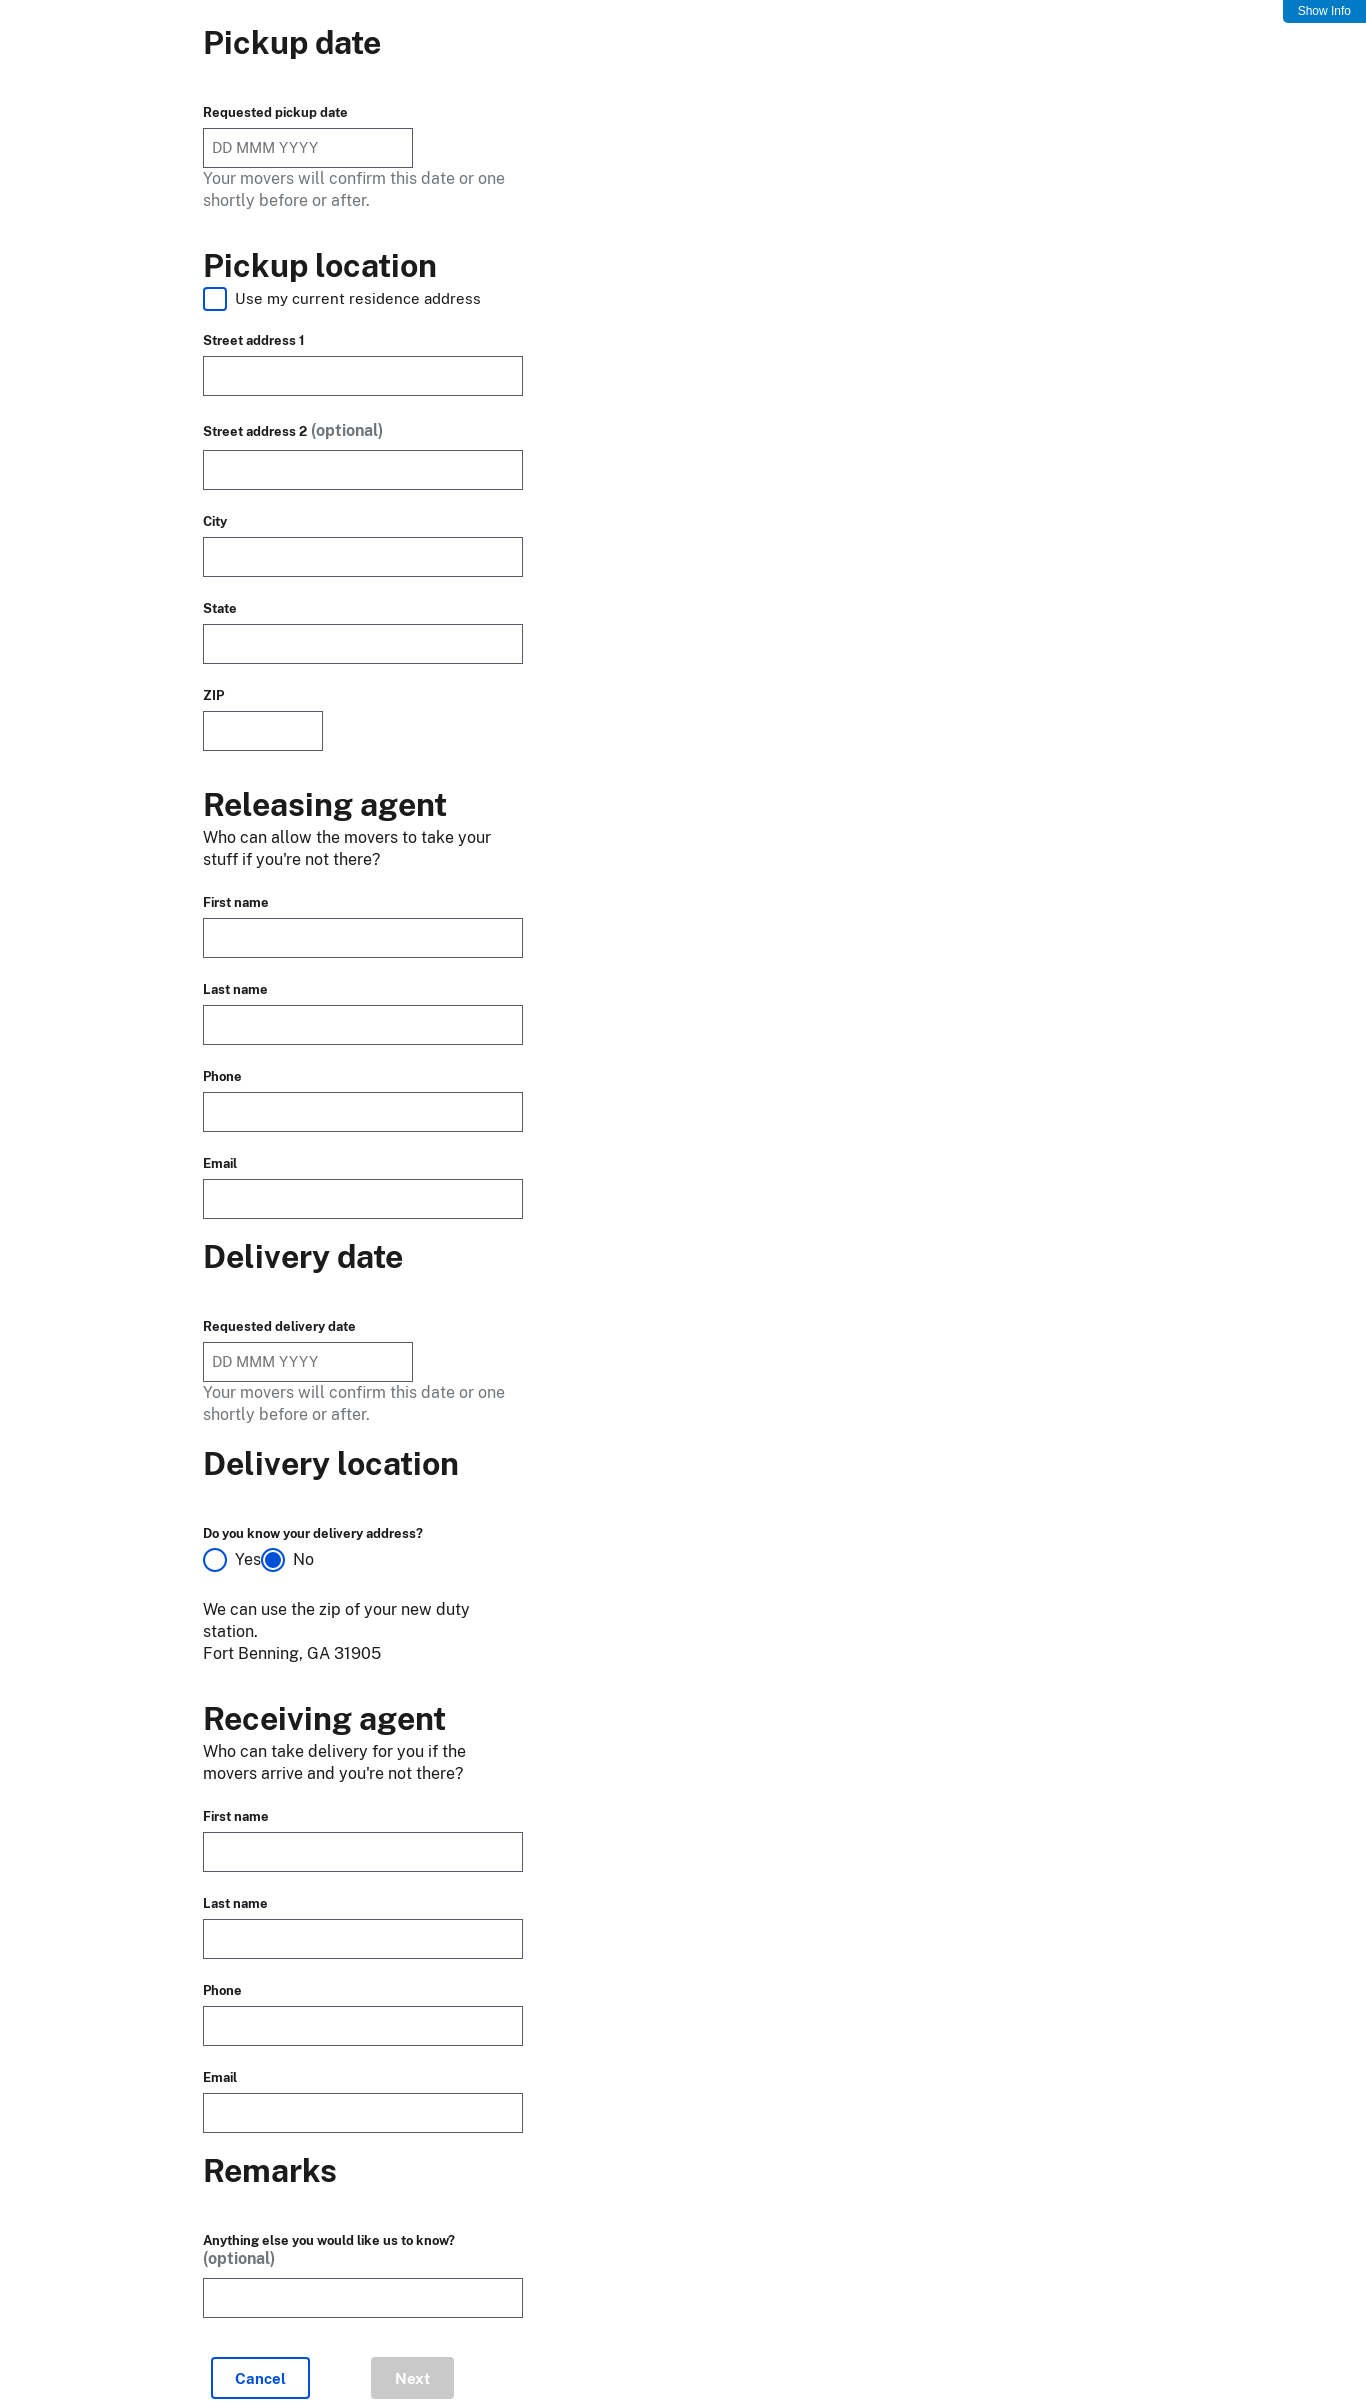 Show Info
Pickup date
Requested pickup date
DD MMM YYYY
Your movers will confirm this date or one
shortly before or after.
Pickup location
Use my current residence address
Street address 1
Street address 2 (optional)
City
State
ZIP
Releasing agent
Who can allow the movers to take your
stuff if you're not there?
First name
Last name
Phone
Email
Delivery date
Requested delivery date
DD MMM YYYY
Your movers will confirm this date or one
shortly before or after.
Delivery location
Do you know your delivery address?
Yes No
We can use the zip of your new duty
station.
Fort Benning, GA 31905
Receiving agent
Who can take delivery for you if the
movers arrive and you're not there?
First name
Last name
Phone
Email
Remarks
Anything else you would like us to know?
(optional)
Cancel Next